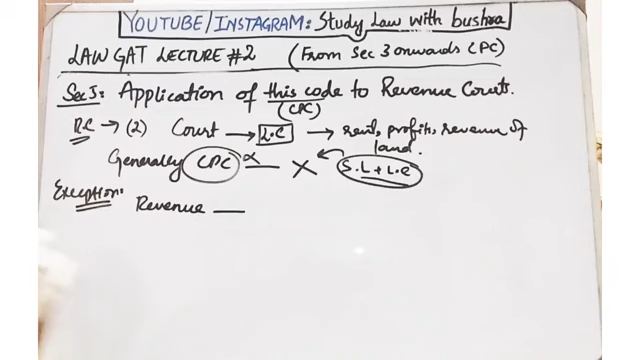 YOUTUBE/INSTAGRAM: Study Law with bushra
LAW GAT LECTURE #2 (From Sec 3 onwards CPC)
Sec 5: Application of this code to Revenue Courts.
(CPC)
RC → (2) Court → L.C → rent, profits, revenue of land.
Generally CPC α — X S.L + L.C
Exception:
Revenue —